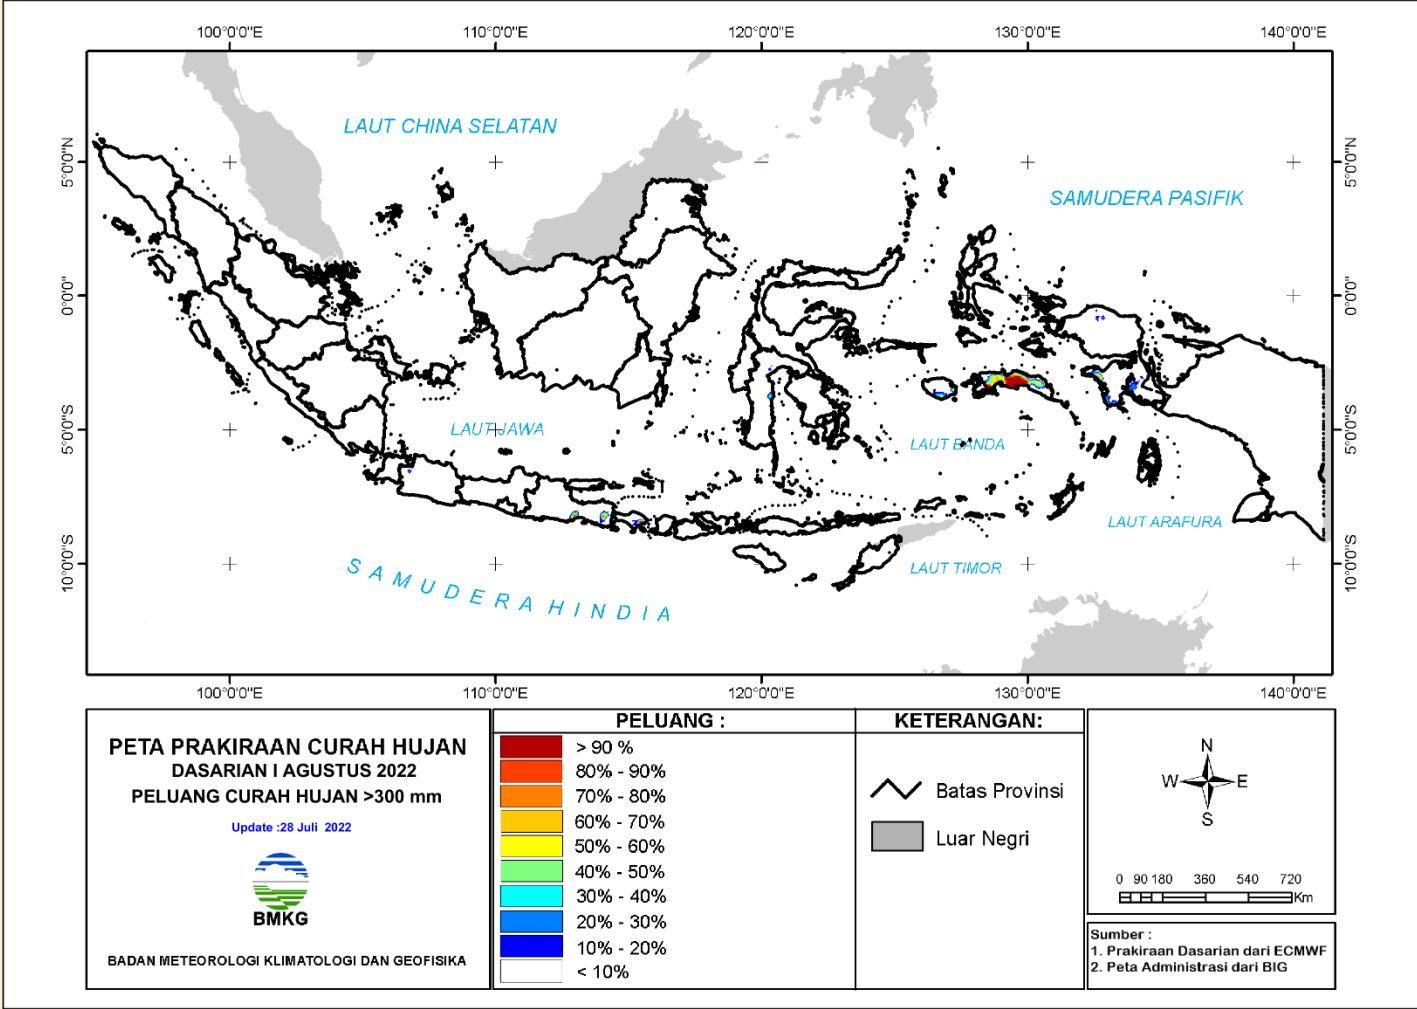 100°0'0"E 110°0'0"E 120°0'0"E 130°0'0"E 140°0'0"E
LAUT CHINA SELATAN
5°0'0"N 5°0'0"N
SAMUDERA PASIFIK
0°0'0" 0°0'0"
LAUT JAWA
LAUT BANDA
5°0'0"S 5°0'0"S
LAUT ARAFURA
LAUT TIMOR
10°0'0"S 10°0'0"S
SAMUDERA HINDIA
100°0'0"E 110°0'0"E 120°0'0"E 130°0'0"E 140°0'0"E
PETA PRAKIRAAN CURAH HUJAN
DASARIAN I AGUSTUS 2022
PELUANG CURAH HUJAN >300 mm
Update :28 Juli 2022
BMKG
BADAN METEOROLOGI KLIMATOLOGI DAN GEOFISIKA
PELUANG :
> 90 %
80% - 90%
70% - 80%
60% - 70%
50% - 60%
40% - 50%
30% - 40%
20% - 30%
10% - 20%
< 10%
KETERANGAN:
Batas Provinsi
Luar Negri
N
W E
S
0 90 180 360 540 720
Km
Sumber :
1. Prakiraan Dasarian dari ECMWF
2. Peta Administrasi dari BIG